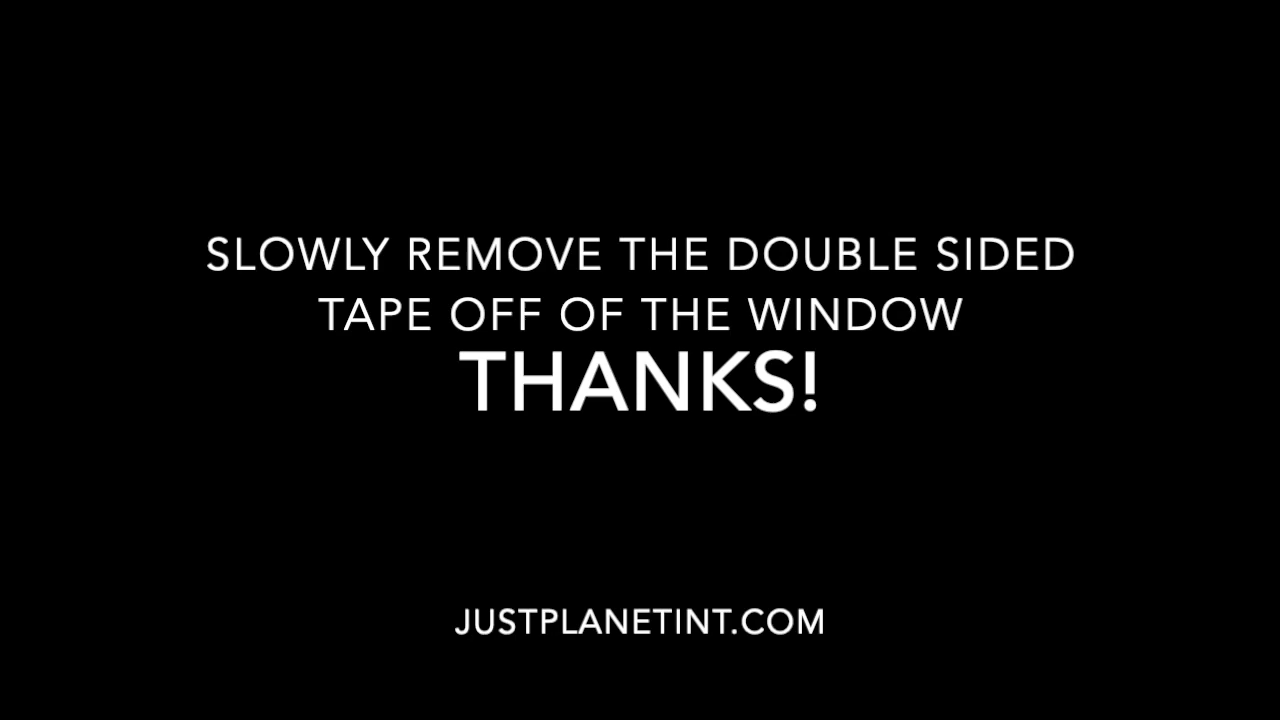 SLOWLY REMOVE THE DOUBLE SIDED
TAPE OFF OF THE WINDOW
THANKS!
JUSTPLANETINT.COM